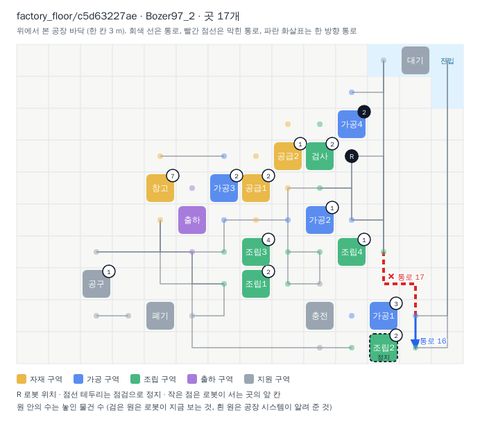 factory_floor/c5d63227ae · Bozer97_2 · 곳 17개
위에서 본 공장 바닥 (한 칸 3 m). 회색 선은 통로, 빨간 점선은 막힌 통로, 파란 화살표는 한 방향 통로
대기
진입
2
가공4
1
공급2
2
검사
R
7
창고
2
가공3
2
공급1
출하
1
가공2
4
조립3
1
조립4
1
공구
2
조립1
✕ 통로 17
폐기
충전
3
가공1
통로 16
2
조립2
정지
자재 구역
가공 구역
조립 구역
출하 구역
지원 구역
R 로봇 위치 · 점선 테두리는 점검으로 정지 · 작은 점은 로봇이 서는 곳의 앞 칸
원 안의 수는 놓인 물건 수 (검은 원은 로봇이 지금 보는 것, 흰 원은 공장 시스템이 알려 준 것)